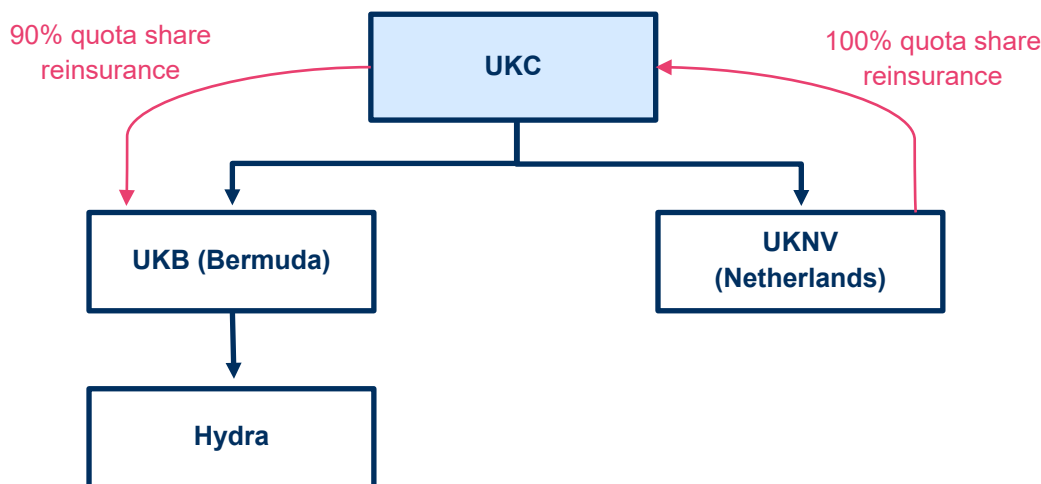 90% quota share
reinsurance
UKC
100% quota share
reinsurance
UKB (Bermuda)
UKNV
(Netherlands)
Hydra